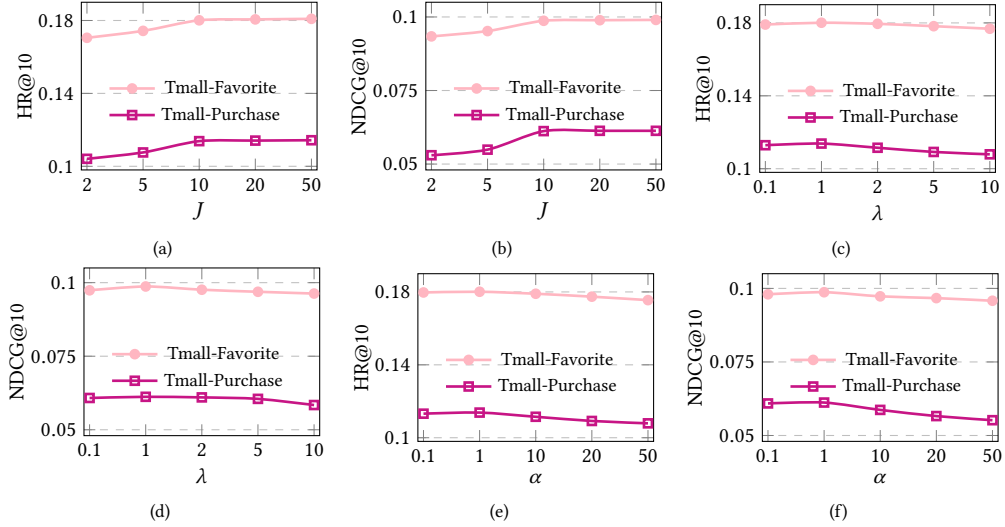 0.18
0.14
0.1
HR@10
Tmall-Favorite
Tmall-Purchase
2 5 10 20 50
J
(a)
0.1
0.075
0.05
NDCG@10
Tmall-Favorite
Tmall-Purchase
2 5 10 20 50
J
(b)
0.18
0.14
0.1
HR@10
Tmall-Favorite
Tmall-Purchase
0.1 1 2 5 10
λ
(c)
0.1
0.075
0.05
NDCG@10
Tmall-Favorite
Tmall-Purchase
0.1 1 2 5 10
λ
(d)
0.18
0.14
0.1
HR@10
Tmall-Favorite
Tmall-Purchase
0.1 1 10 20 50
α
(e)
0.1
0.075
0.05
NDCG@10
Tmall-Favorite
Tmall-Purchase
0.1 1 10 20 50
α
(f)